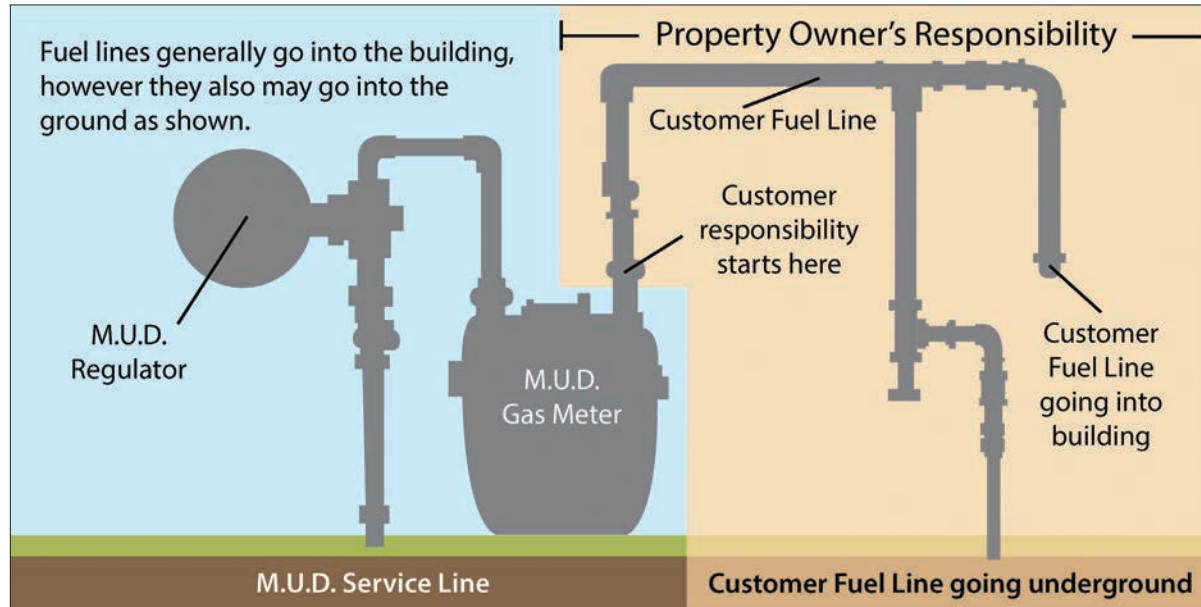 Fuel lines generally go into the building,
however they also may go into the
ground as shown.
Property Owner's Responsibility
Customer Fuel Line
Customer
responsibility
starts here
M.U.D.
Regulator
M.U.D.
Gas Meter
Customer
Fuel Line
going into
building
M.U.D. Service Line
Customer Fuel Line going underground